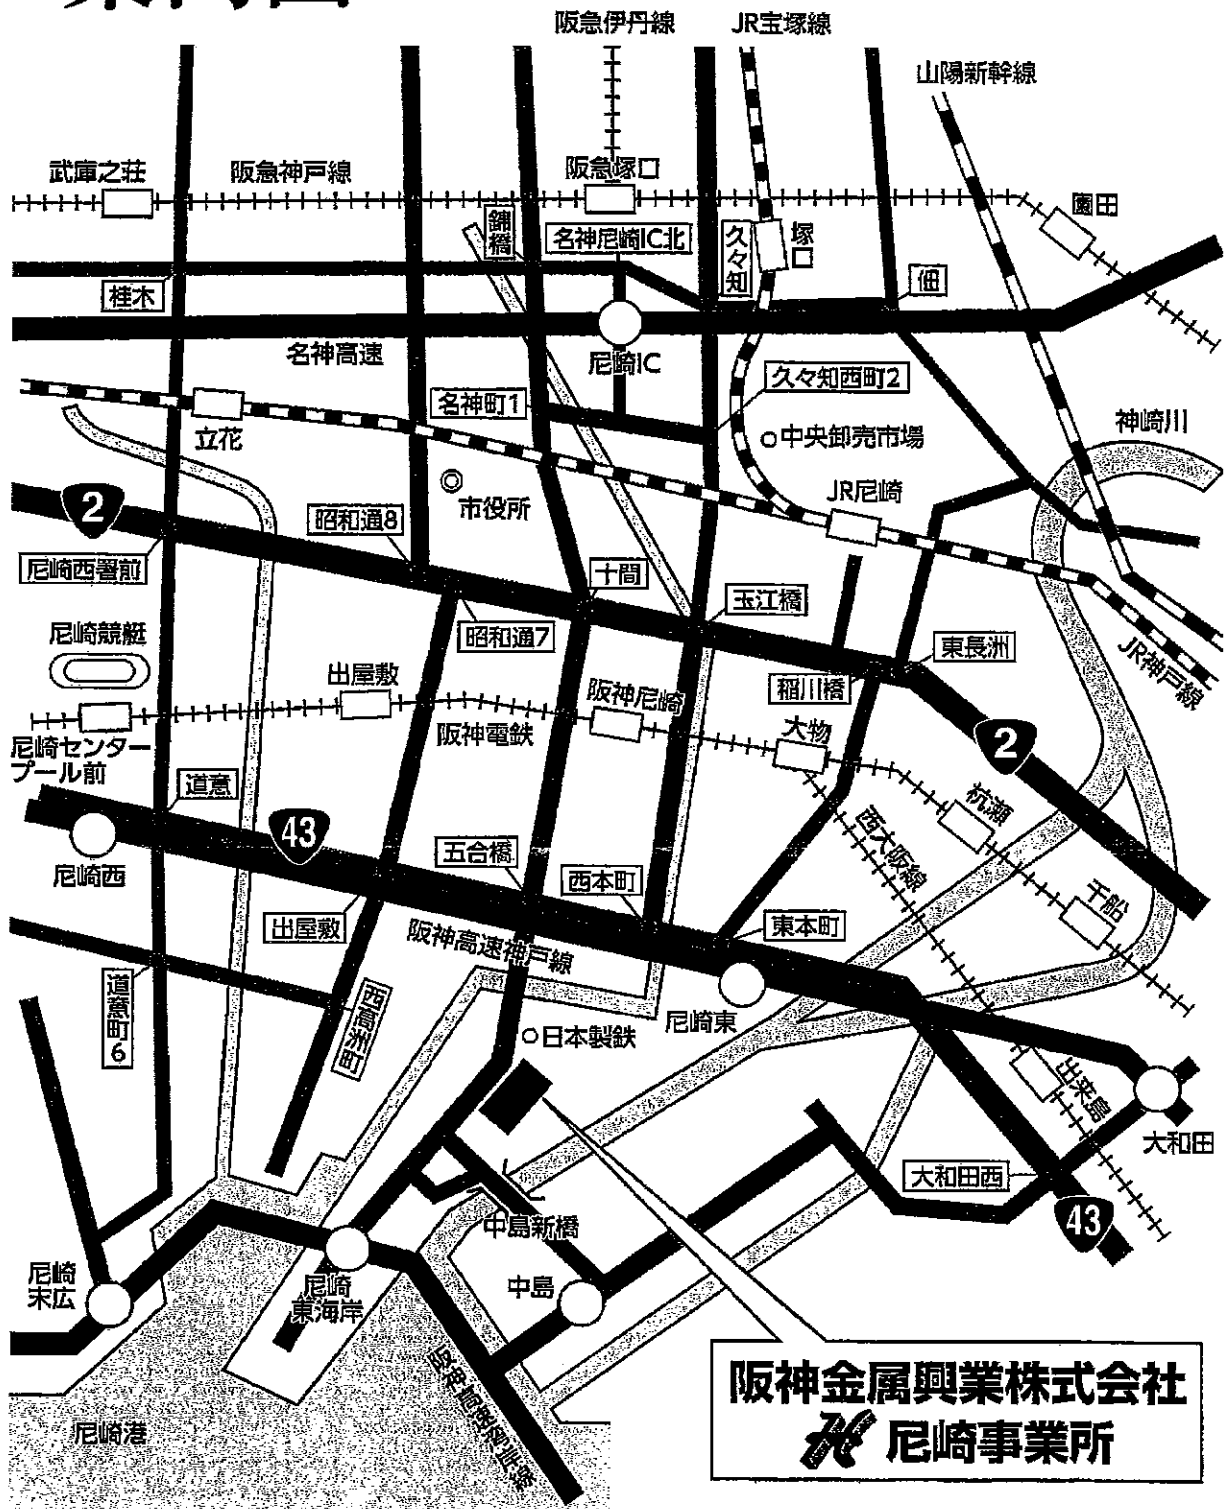 阪急伊丹線
JR宝塚線
山陽新幹線
武庫之荘
阪急神戸線
阪急塚口
園田
錦橋
名神尼崎IC北
久々知
塚口
佃
桂木
名神高速
尼崎IC
久々知西町2
名神町1
立花
中央卸売市場
神崎川
2
市役所
JR尼崎
昭和通8
尼崎西署前
十間
玉江橋
尼崎競艇
昭和通7
東長洲
JR神戸線
出屋敷
阪神尼崎
稲川橋
阪神電鉄
大物
2
尼崎センター
プール前
道意
43
杭瀬
西大阪線
五合橋
尼崎西
西本町
千船
出屋敷
阪神高速神戸線
東本町
道意町6
西高洲町
尼崎東
日本製鉄
出来島
大和田
大和田西
43
中島新橋
尼崎
末広
尼崎
東海岸
中島
阪神高速湾岸線
尼崎港
阪神金属興業株式会社
尼崎事業所